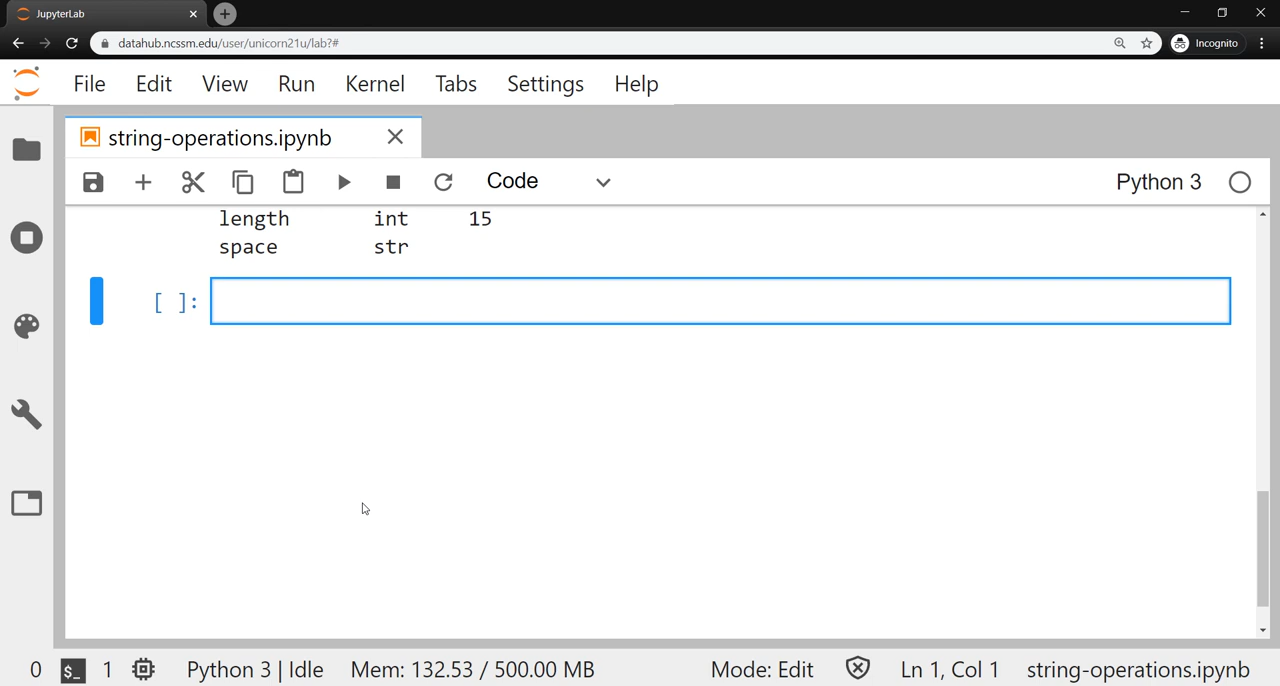 JupyterLab
datahub.ncssm.edu/user/unicorn21u/lab?#
Incognito
File Edit View Run Kernel Tabs Settings Help
string-operations.ipynb
Code
Python 3
length int 15
space str
[ ]:
0 $_ 1 Python 3 | Idle Mem: 132.53 / 500.00 MB Mode: Edit Ln 1, Col 1 string-operations.ipynb